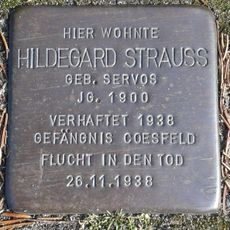 HIER WOHNTE
HILDEGARD STRAUSS
GEB. SERVOS
JG. 1900
VERHAFTET 1938
GEFÄNGNIS COESFELD
FLUCHT IN DEN TOD
26.11.1938